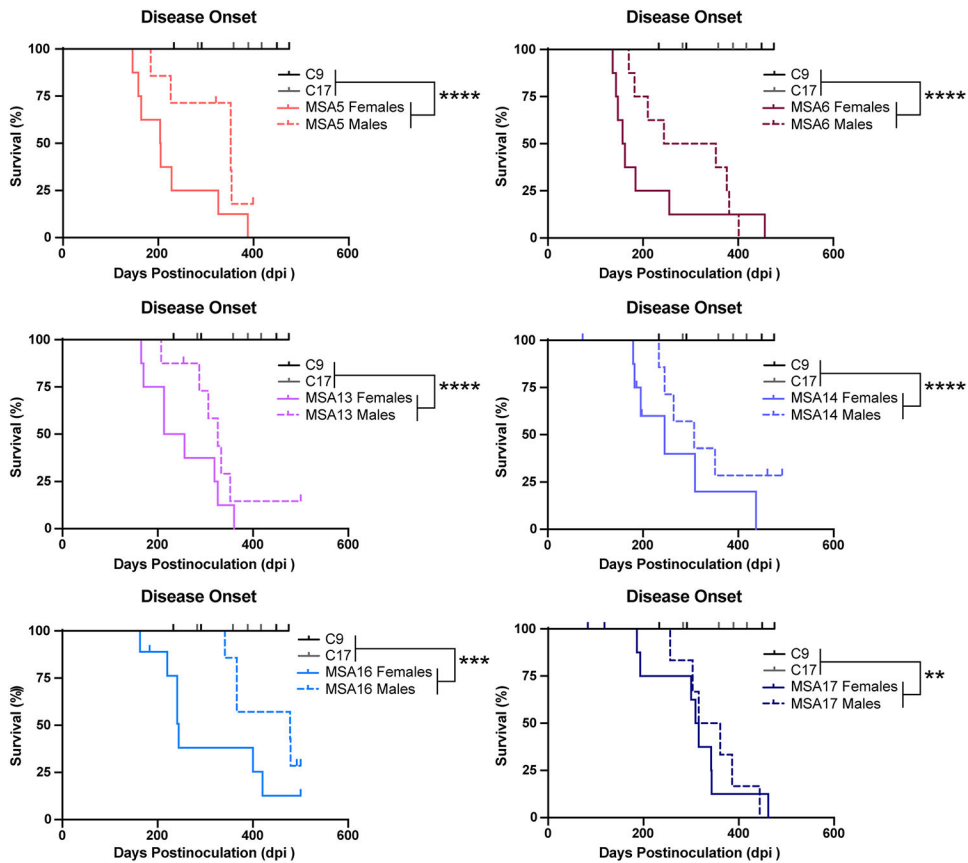 Disease Onset
100
75
50
25
0
Survival (%)
0 200 400 600
Days Postinoculation (dpi )
C9
C17
MSA5 Females
MSA5 Males
****
Disease Onset
100
75
50
25
0
Survival (%)
0 200 400 600
Days Postinoculation (dpi )
C9
C17
MSA6 Females
MSA6 Males
****
Disease Onset
100
75
50
25
0
Survival (%)
0 200 400 600
Days Postinoculation (dpi )
C9
C17
MSA13 Females
MSA13 Males
****
Disease Onset
100
75
50
25
0
Survival (%)
0 200 400 600
Days Postinoculation (dpi )
C9
C17
MSA14 Females
MSA14 Males
****
Disease Onset
100
75
50
25
0
Survival (%)
0 200 400 600
Days Postinoculation (dpi )
C9
C17
MSA16 Females
MSA16 Males
***
Disease Onset
100
75
50
25
0
Survival (%)
0 200 400 600
Days Postinoculation (dpi )
C9
C17
MSA17 Females
MSA17 Males
**